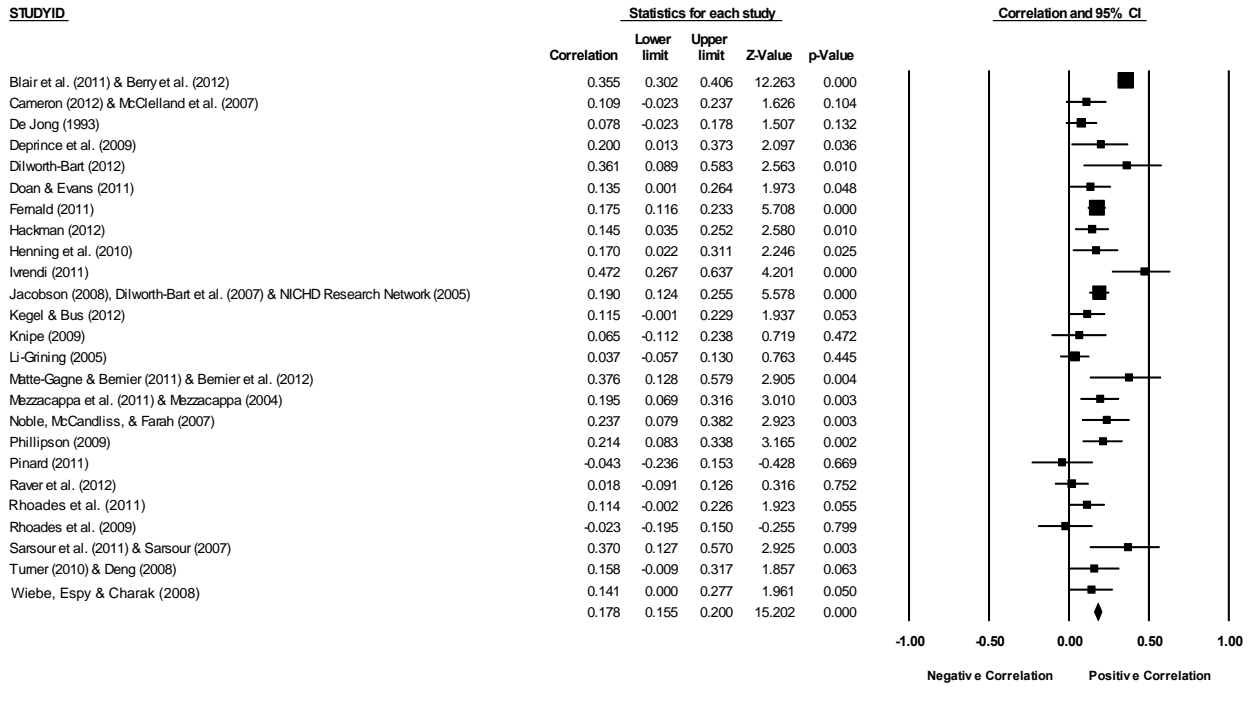 STUDYID Statistics for each study Correlation and 95% CI
Lower Upper
Correlation limit limit Z-Value p-Value
Blair et al. (2011) & Berry et al. (2012) 0.355 0.302 0.406 12.263 0.000
Cameron (2012) & McClelland et al. (2007) 0.109 -0.023 0.237 1.626 0.104
De Jong (1993) 0.078 -0.023 0.178 1.507 0.132
Deprince et al. (2009) 0.200 0.013 0.373 2.097 0.036
Dilworth-Bart (2012) 0.361 0.089 0.583 2.563 0.010
Doan & Evans (2011) 0.135 0.001 0.264 1.973 0.048
Fernald (2011) 0.175 0.116 0.233 5.708 0.000
Hackman (2012) 0.145 0.035 0.252 2.580 0.010
Henning et al. (2010) 0.170 0.022 0.311 2.246 0.025
Ivrendi (2011) 0.472 0.267 0.637 4.201 0.000
Jacobson (2008), Dilworth-Bart et al. (2007) & NICHD Research Network (2005) 0.190 0.124 0.255 5.578 0.000
Kegel & Bus (2012) 0.115 -0.001 0.229 1.937 0.053
Knipe (2009) 0.065 -0.112 0.238 0.719 0.472
Li-Grining (2005) 0.037 -0.057 0.130 0.763 0.445
Matte-Gagne & Bernier (2011) & Bernier et al. (2012) 0.376 0.128 0.579 2.905 0.004
Mezzacappa et al. (2011) & Mezzacappa (2004) 0.195 0.069 0.316 3.010 0.003
Noble, McCandliss, & Farah (2007) 0.237 0.079 0.382 2.923 0.003
Phillipson (2009) 0.214 0.083 0.338 3.165 0.002
Pinard (2011) -0.043 -0.236 0.153 -0.428 0.669
Raver et al. (2012) 0.018 -0.091 0.126 0.316 0.752
Rhoades et al. (2011) 0.114 -0.002 0.226 1.923 0.055
Rhoades et al. (2009) -0.023 -0.195 0.150 -0.255 0.799
Sarsour et al. (2011) & Sarsour (2007) 0.370 0.127 0.570 2.925 0.003
Turner (2010) & Deng (2008) 0.158 -0.009 0.317 1.857 0.063
Wiebe, Espy & Charak (2008) 0.141 0.000 0.277 1.961 0.050
0.178 0.155 0.200 15.202 0.000
-1.00 -0.50 0.00 0.50 1.00
Negative Correlation Positive Correlation